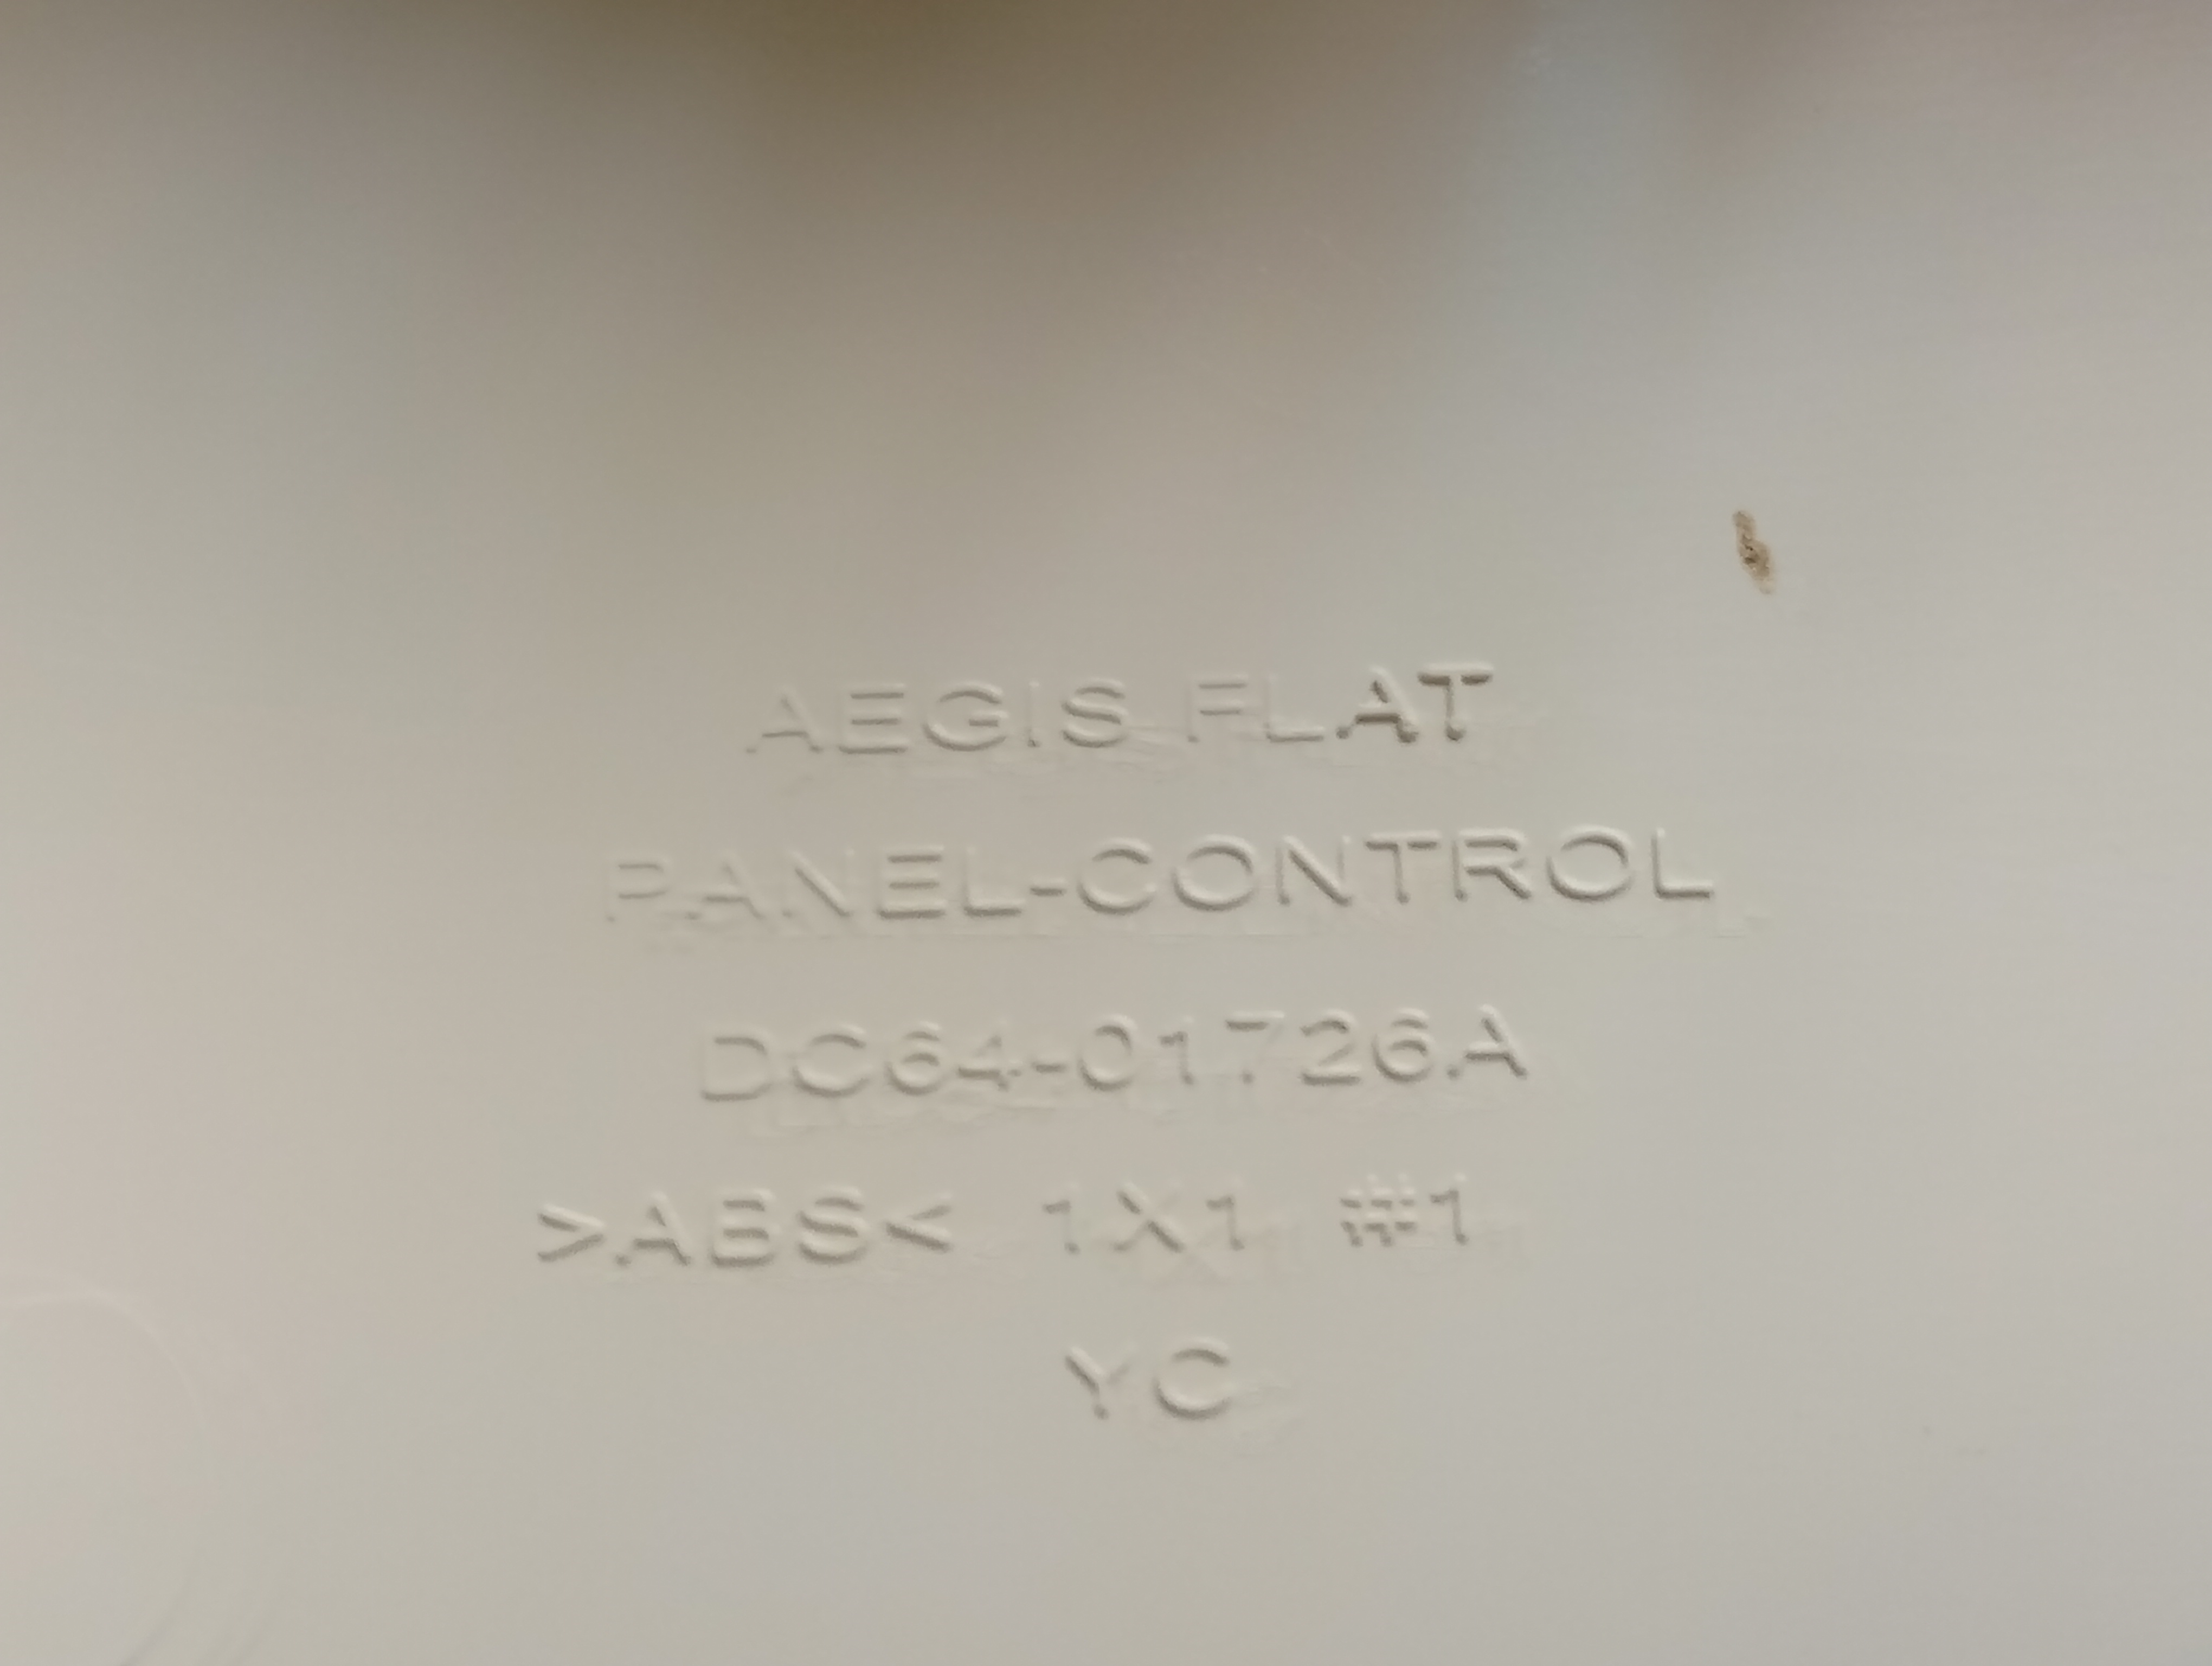 AEGIS FLAT
PANEL-CONTROL
DC64-01726A
>ABS< 1X1 #1
YC